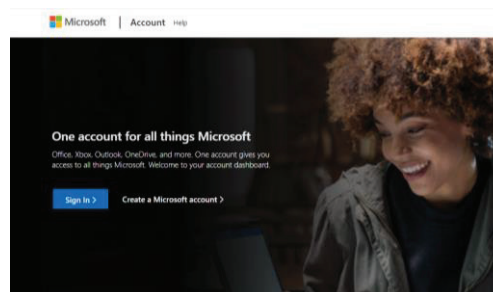 Microsoft | Account Help
One account for all things Microsoft
Office, Xbox, Outlook, OneDrive, and more. One account gives you
access to all things Microsoft. Welcome to your account dashboard.
Sign In > Create a Microsoft account >